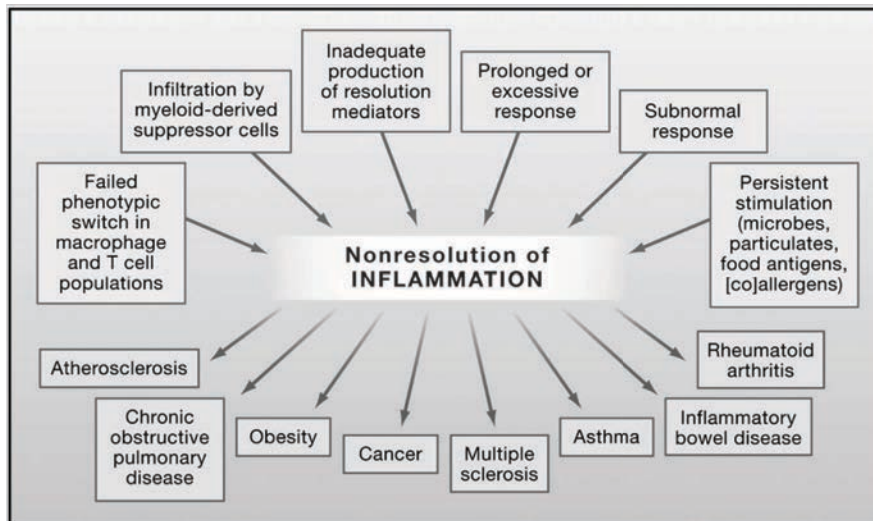 Failed
phenotypic
switch in
macrophage
and T cell
populations
Infiltration by
myeloid-derived
suppressor cells
Inadequate
production
of resolution
mediators
Prolonged or
excessive
response
Subnormal
response
Persistent
stimulation
(microbes,
particulates,
food antigens,
[co]allergens)
Nonresolution of
INFLAMMATION
Atherosclerosis
Chronic
obstructive
pulmonary
disease
Obesity
Cancer
Multiple
sclerosis
Asthma
Inflammatory
bowel disease
Rheumatoid
arthritis